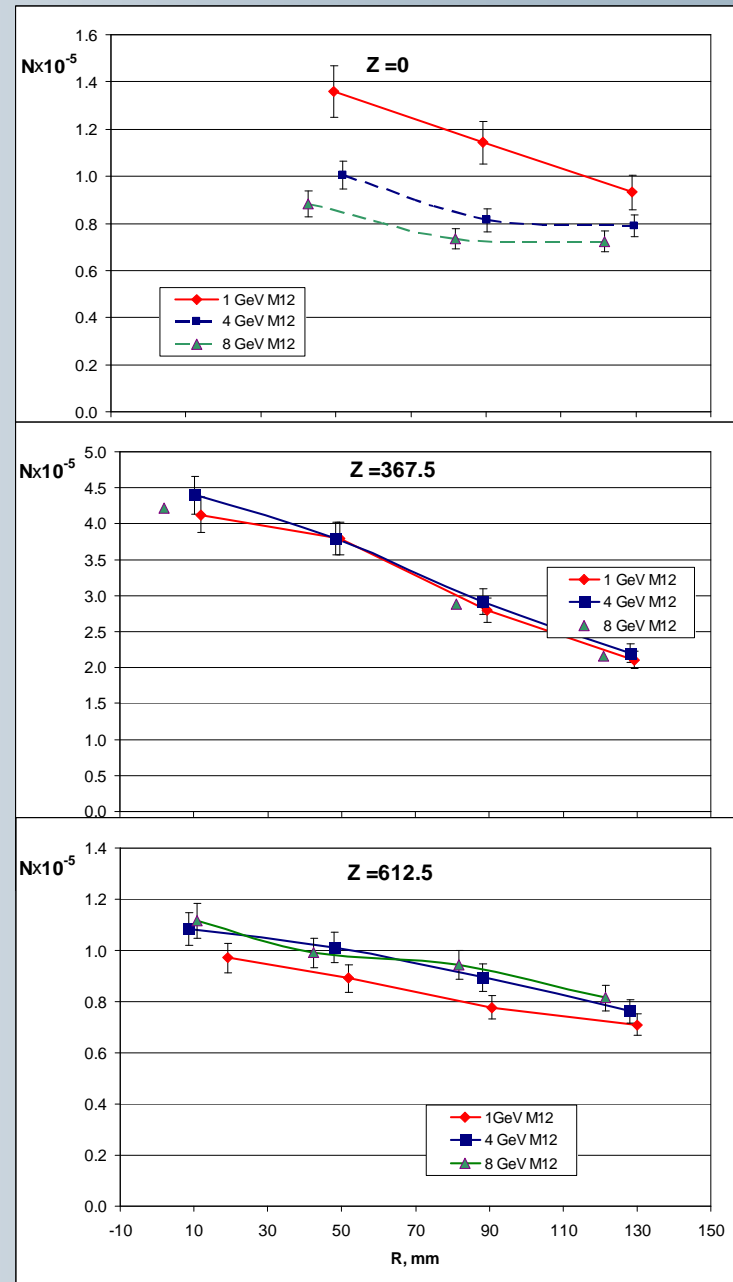 1.6
N×10⁻⁵
Z =0
1.4
1.2
1.0
0.8
0.6
1 GeV M12
0.4
4 GeV M12
8 GeV M12
0.2
0.0
5.0
N×10⁻⁵
Z =367.5
4.5
4.0
3.5
1 GeV M12
3.0
4 GeV M12
2.5
8 GeV M12
2.0
1.5
1.0
0.5
0.0
1.4
N×10⁻⁵
Z =612.5
1.2
1.0
0.8
0.6
0.4
1GeV M12
4 GeV M12
0.2
8 GeV M12
0.0
-10 10 30 50 70 90 110 130 150
R, mm